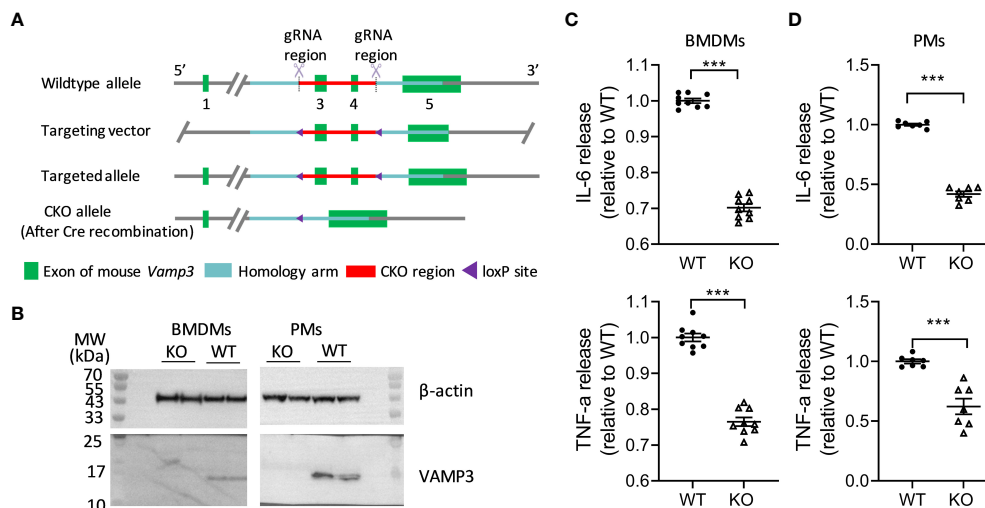 A
gRNA region
gRNA region
5’
3’
Wildtype allele
1
3
4
5
Targeting vector
Targeted allele
CKO allele
(After Cre recombination)
Exon of mouse Vamp3
Homology arm
CKO region
loxP site
B
MW
(kDa)
BMDMs
PMs
KO
WT
KO
WT
70
55
43
33
β-actin
25
17
10
VAMP3
C
BMDMs
IL-6 release
(relative to WT)
1.1
1.0
0.9
0.8
0.7
0.6
***
WT
KO
TNF-a release
(relative to WT)
1.1
1.0
0.9
0.8
0.7
0.6
***
WT
KO
D
PMs
IL-6 release
(relative to WT)
1.5
1.0
0.5
0.0
***
WT
KO
TNF-a release
(relative to WT)
1.5
1.0
0.5
0.0
***
WT
KO